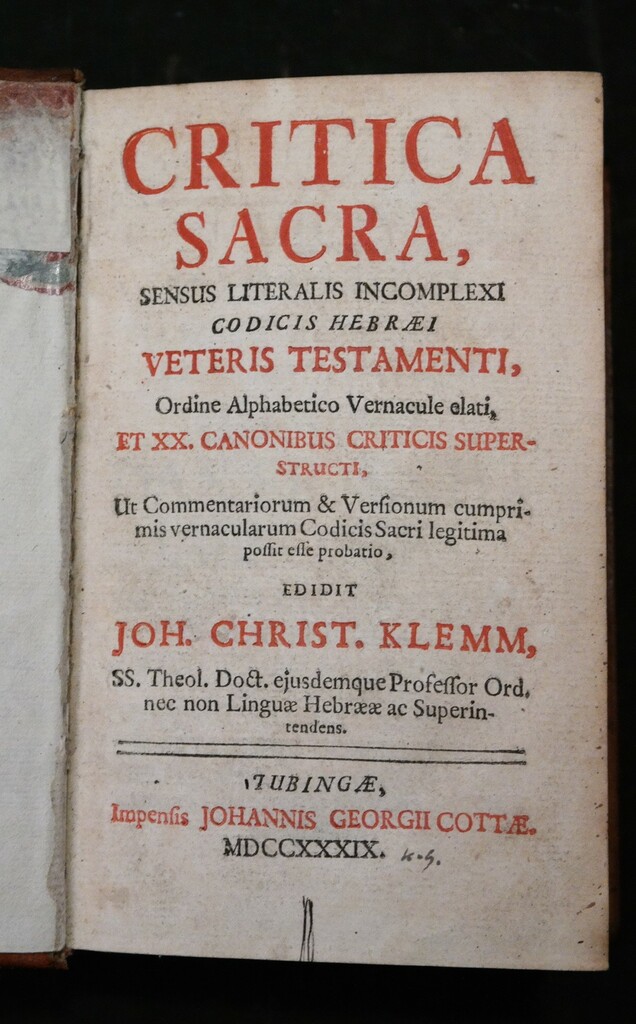 CRITICA
SACRA,
SENSUS LITERALIS INCOMPLEXI
CODICIS HEBRÆI
VETERIS TESTAMENTI,
Ordine Alphabetico Vernacule elati,
ET XX. CANONIBUS CRITICIS SUPER-
STRUCTI,
Ut Commentariorum & Versionum cumpri-
mis vernacularum Codicis Sacri legitima
possit esse probatio,
EDIDIT
JOH. CHRIST. KLEMM,
SS. Theol. Doct. ejusdemque Professor Ord.
nec non Linguæ Hebrææ ac Superin-
tendens.
TUBINGÆ,
Impensis JOHANNIS GEORGII COTTÆ.
MDCCXXXIX.